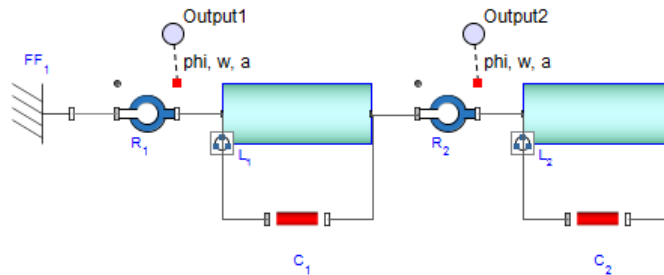 Output1
Output2
FF1
phi, w, a
phi, w, a
R1
L1
R2
L2
C1
C2